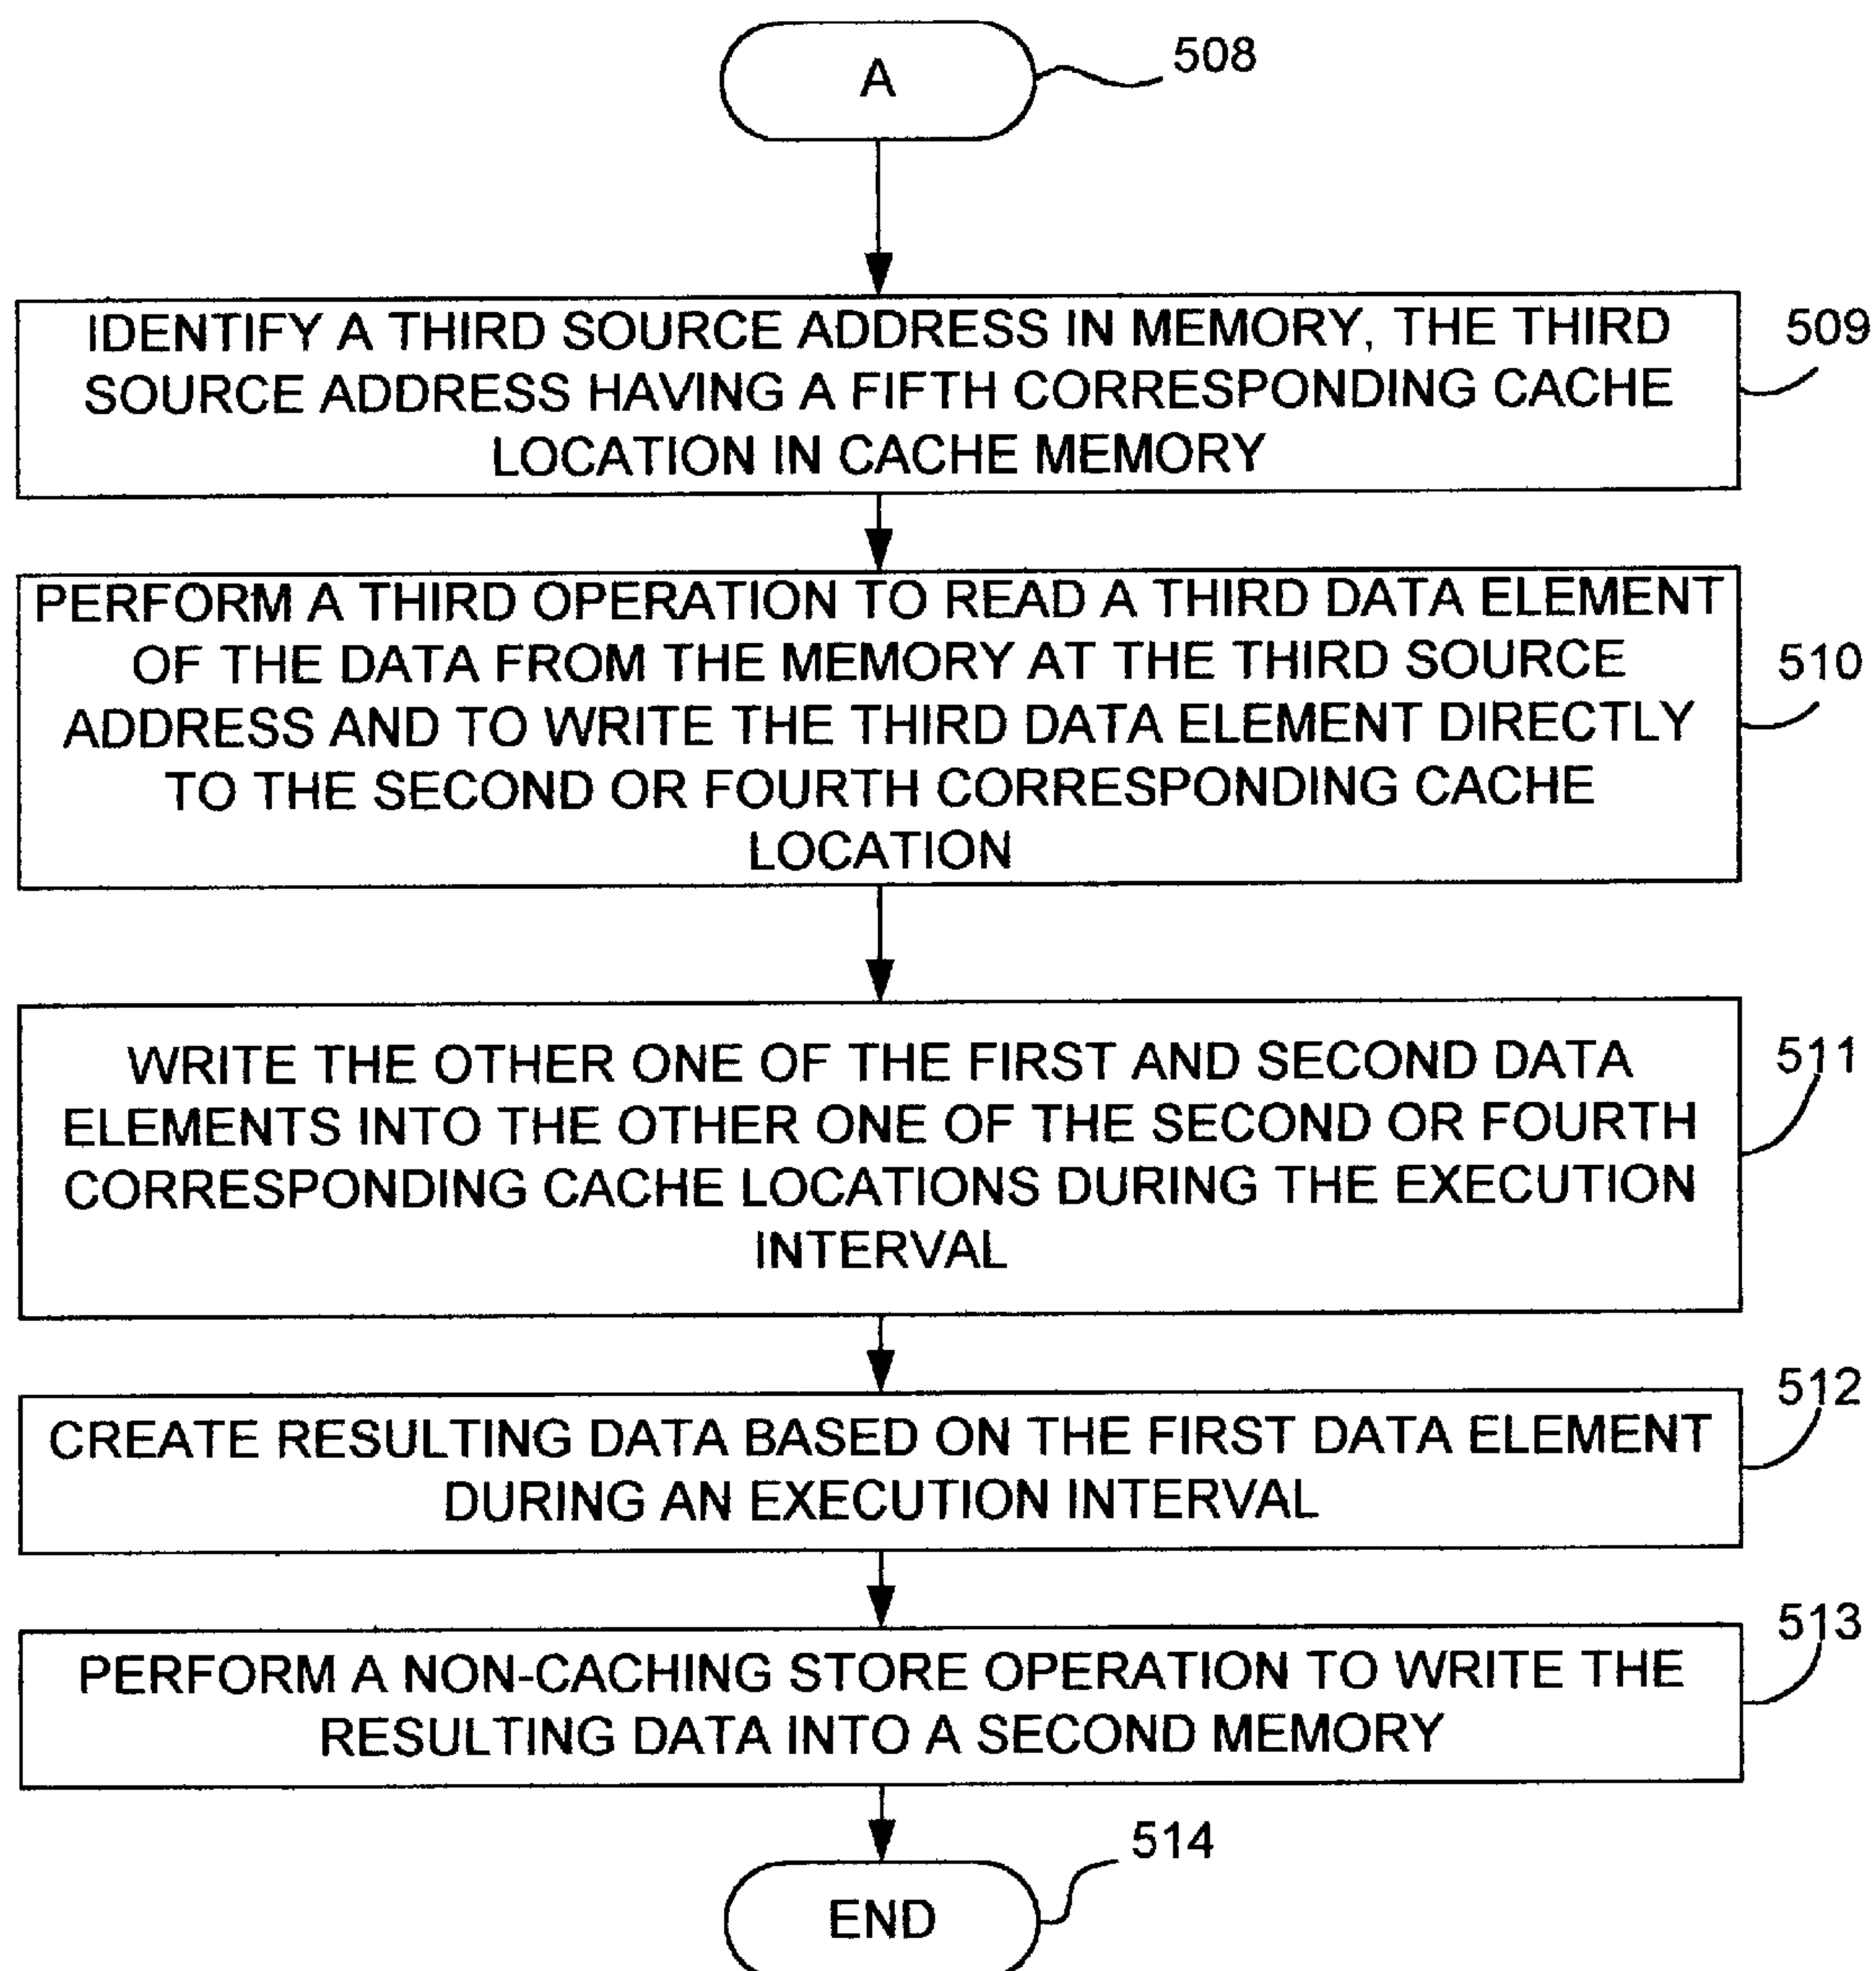 A
508
IDENTIFY A THIRD SOURCE ADDRESS IN MEMORY, THE THIRD
SOURCE ADDRESS HAVING A FIFTH CORRESPONDING CACHE
LOCATION IN CACHE MEMORY
509
PERFORM A THIRD OPERATION TO READ A THIRD DATA ELEMENT
OF THE DATA FROM THE MEMORY AT THE THIRD SOURCE
ADDRESS AND TO WRITE THE THIRD DATA ELEMENT DIRECTLY
TO THE SECOND OR FOURTH CORRESPONDING CACHE
LOCATION
510
WRITE THE OTHER ONE OF THE FIRST AND SECOND DATA
ELEMENTS INTO THE OTHER ONE OF THE SECOND OR FOURTH
CORRESPONDING CACHE LOCATIONS DURING THE EXECUTION
INTERVAL
511
CREATE RESULTING DATA BASED ON THE FIRST DATA ELEMENT
DURING AN EXECUTION INTERVAL
512
PERFORM A NON-CACHING STORE OPERATION TO WRITE THE
RESULTING DATA INTO A SECOND MEMORY
513
END
514